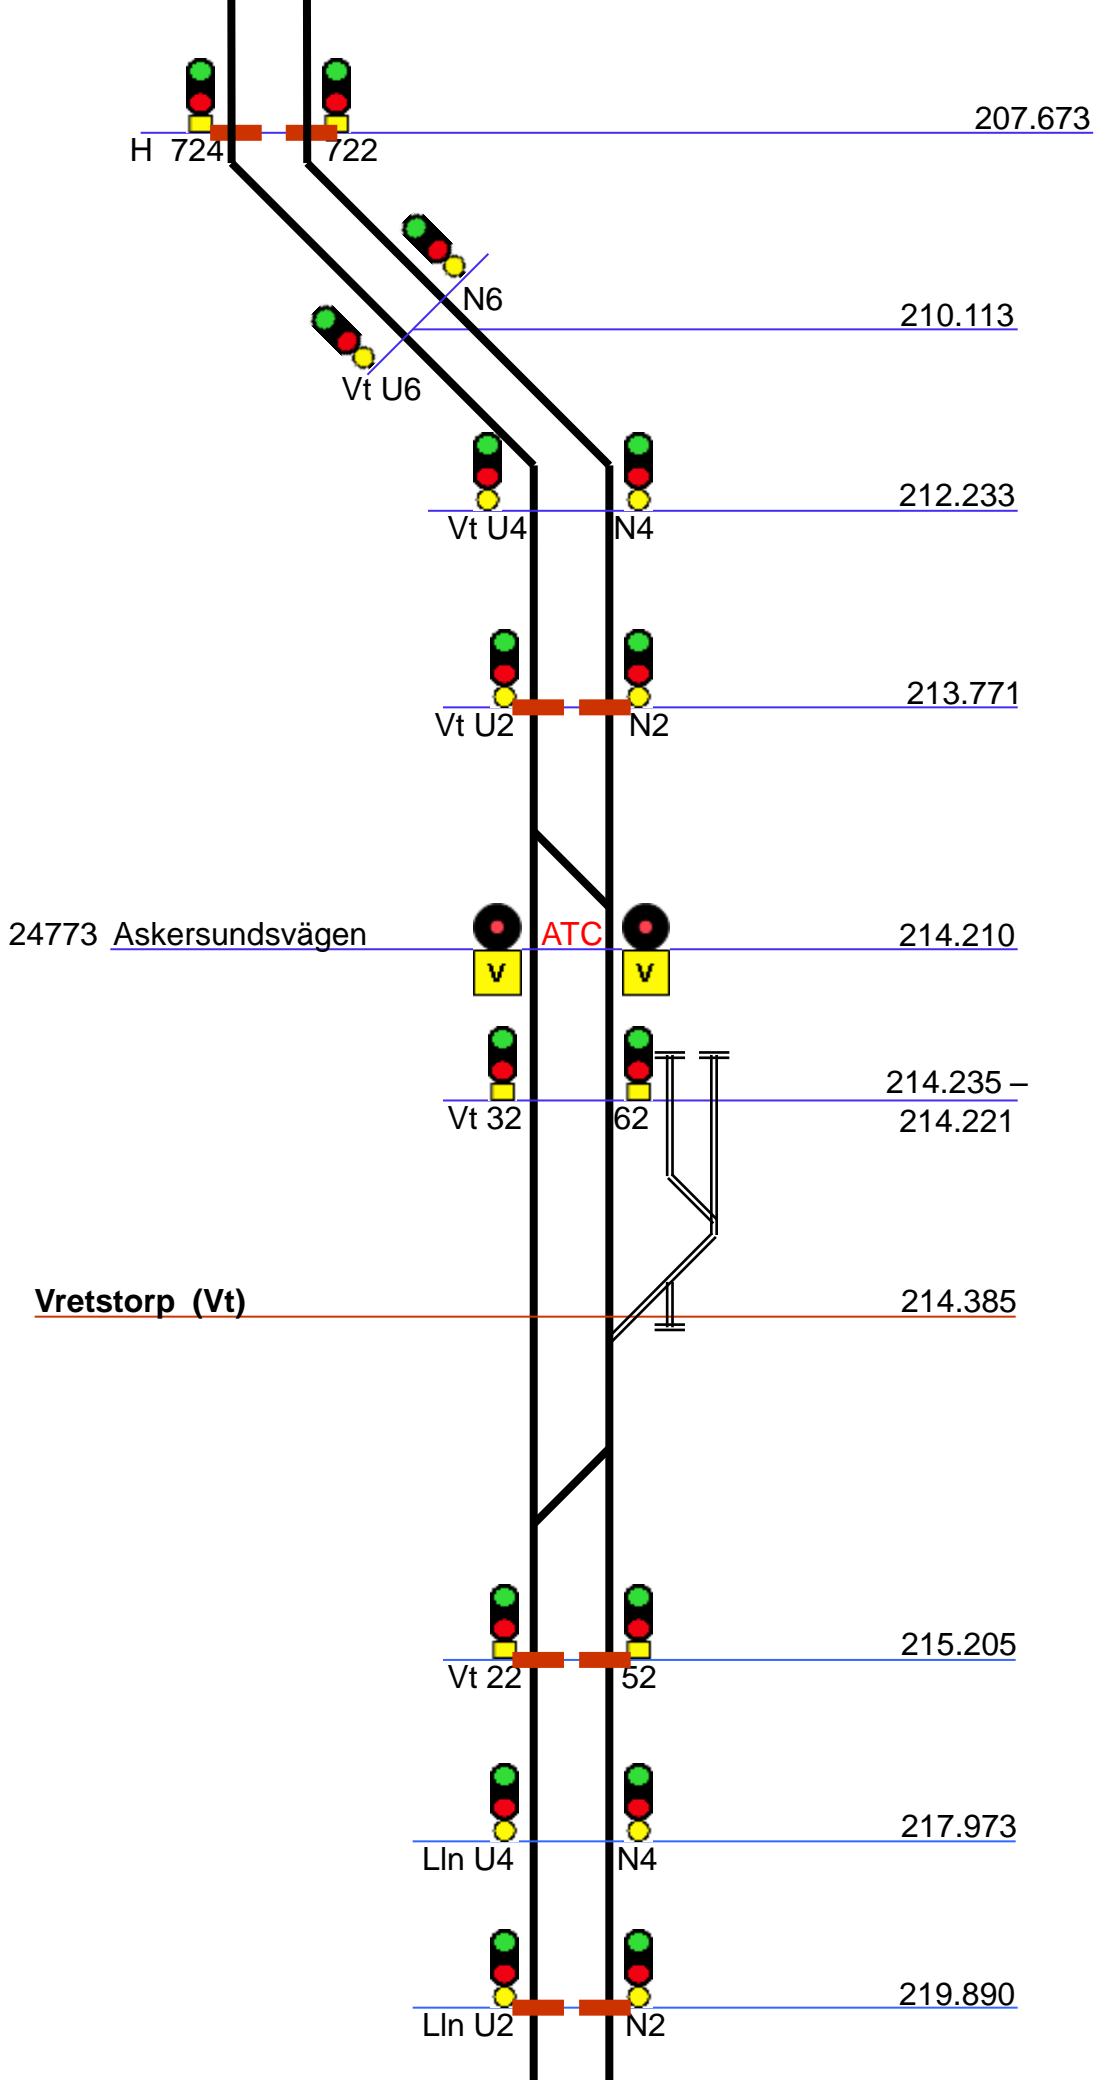 207.673
H 724 722
N6
210.113
Vt U6
212.233
Vt U4 N4
213.771
Vt U2 N2
24773 Askersundsvägen ATC 214.210
V V
214.235 –
Vt 32 62 214.221
Vretstorp (Vt) 214.385
215.205
Vt 22 52
217.973
Lln U4 N4
219.890
Lln U2 N2